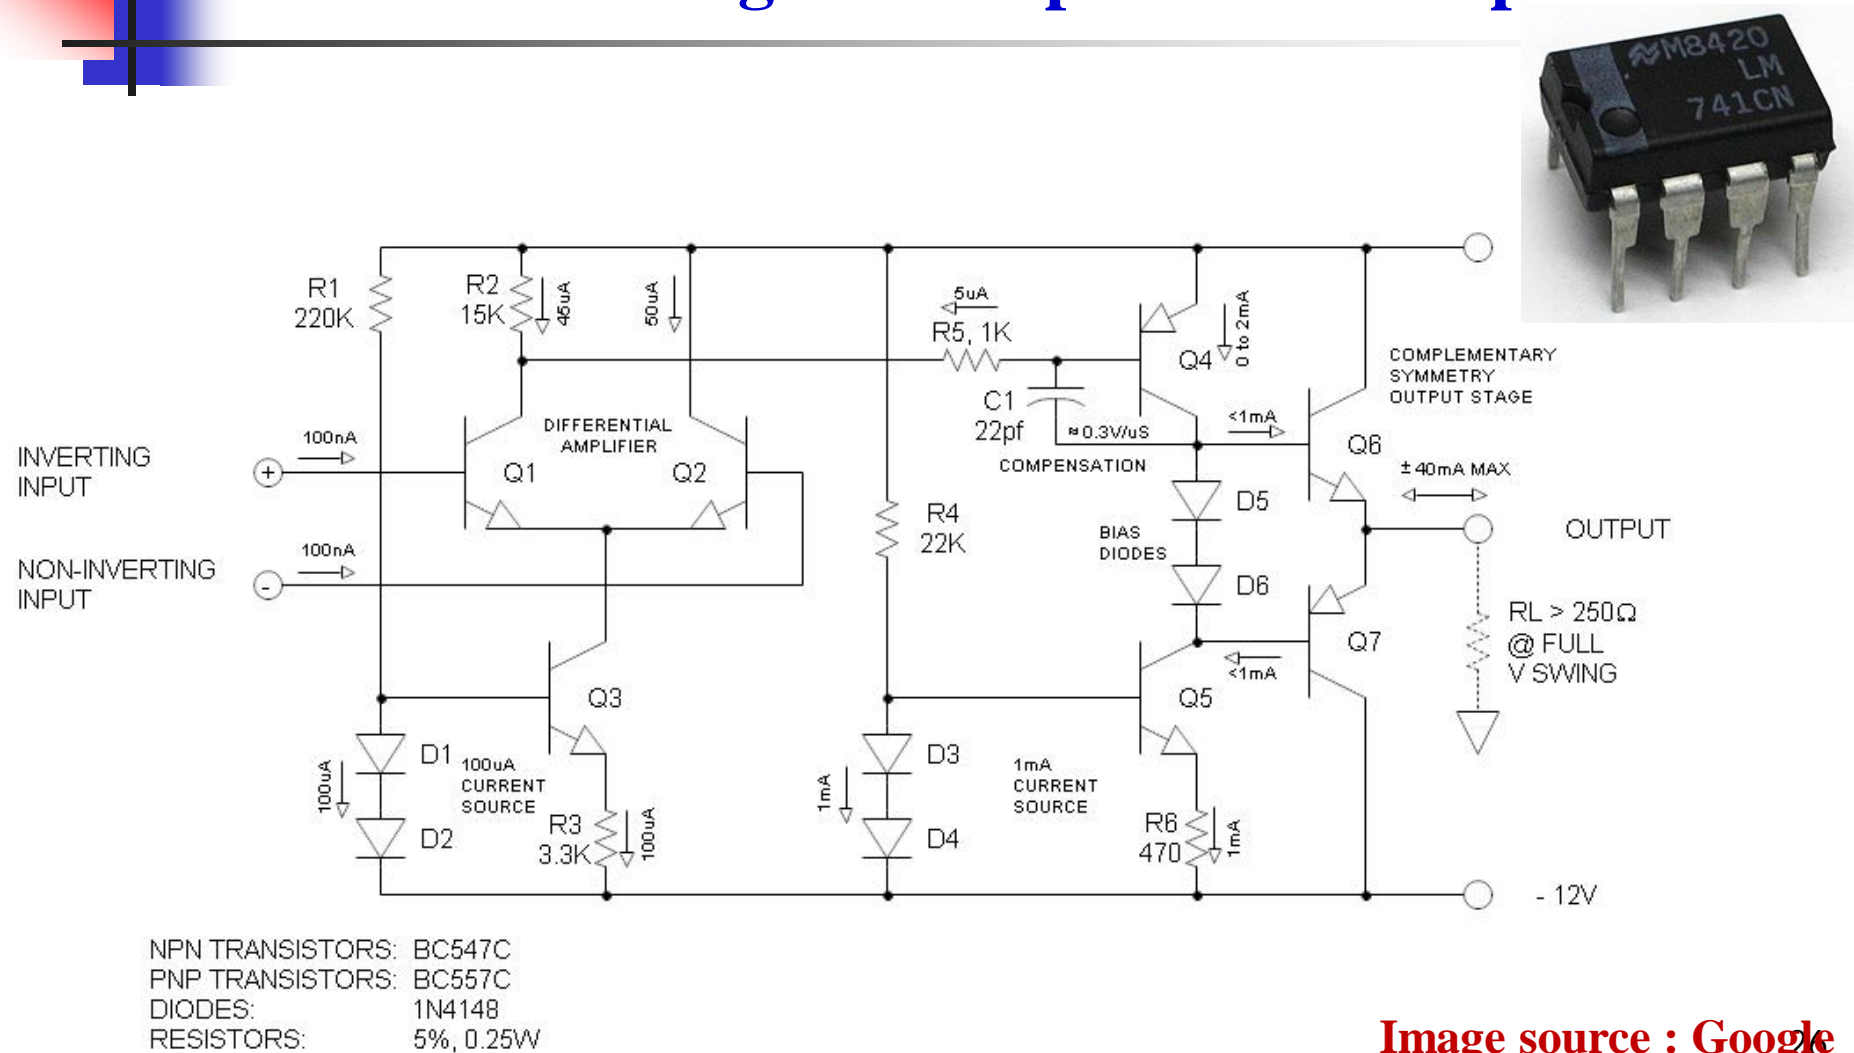 M8420
LM
741CN
R1
220K
R2
15K
45uA
50uA
5uA
R5, 1K
Q4
0 to 2mA
COMPLEMENTARY
SYMMETRY
OUTPUT STAGE
C1
22pf
≈0.3V/uS
COMPENSATION
<1mA
Q6
±40mA MAX
DIFFERENTIAL
AMPLIFIER
INVERTING
INPUT
100nA
+
Q1
Q2
NON-INVERTING
INPUT
100nA
-
R4
22K
D5
BIAS
DIODES
D6
OUTPUT
RL > 250Ω
@ FULL
V SWING
Q7
<1mA
Q3
Q5
D1
100uA
100uA
CURRENT
SOURCE
D2
R3
3.3K
100uA
D3
1mA
D4
1mA
CURRENT
SOURCE
R6
470
1mA
- 12V
NPN TRANSISTORS: BC547C
PNP TRANSISTORS: BC557C
DIODES: 1N4148
RESISTORS: 5%, 0.25W
Image source : Google
26